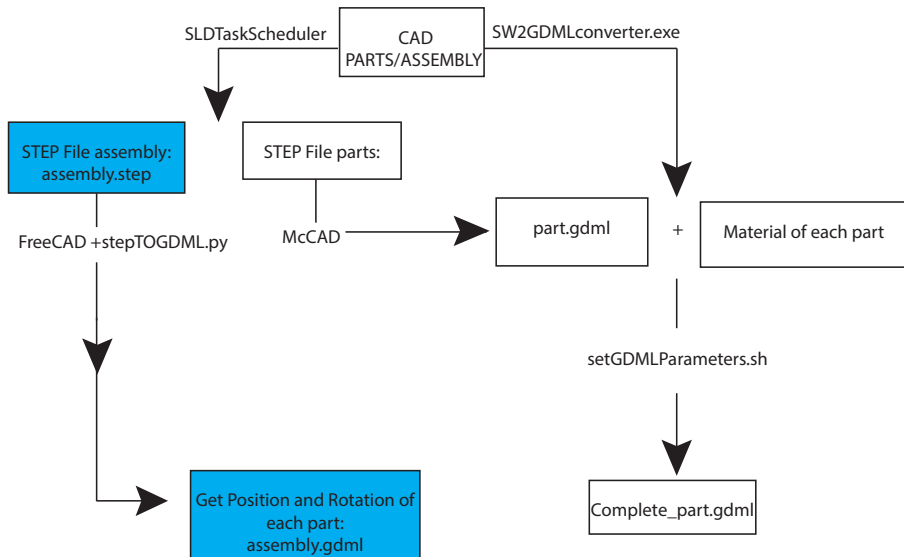 SLDTaskScheduler
CAD
PARTS/ASSEMBLY
SW2GDMLconverter.exe
STEP File assembly:
assembly.step
STEP File parts:
FreeCAD +stepTOGDML.py
McCAD
part.gdml
+
Material of each part
setGDMLParameters.sh
Get Position and Rotation of
each part:
assembly.gdml
Complete_part.gdml